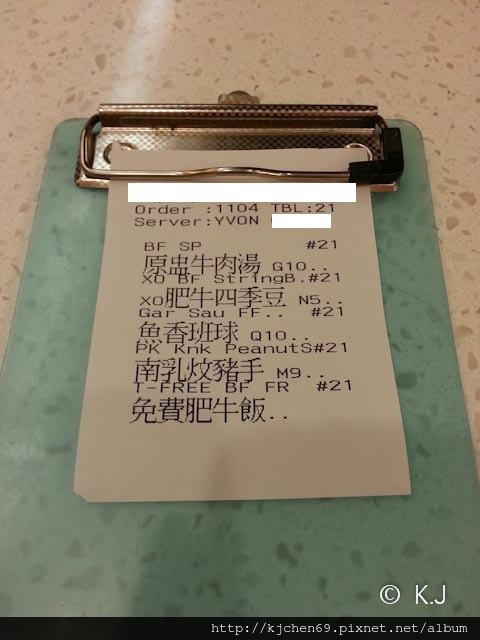 Order :1104 TBL:21
Server:YVON
BF SP #21
原盅牛肉湯 G10..
XO BF StringB.#21
xo肥牛四季豆 N5..
Gar Sau FF.. #21
魚香班球 Q10..
PK Knk PeanutS#21
南乳炆豬手 M9..
T-FREE BF FR #21
免費肥牛飯..
© K.J
http://kjchen69.pixnet.net/album